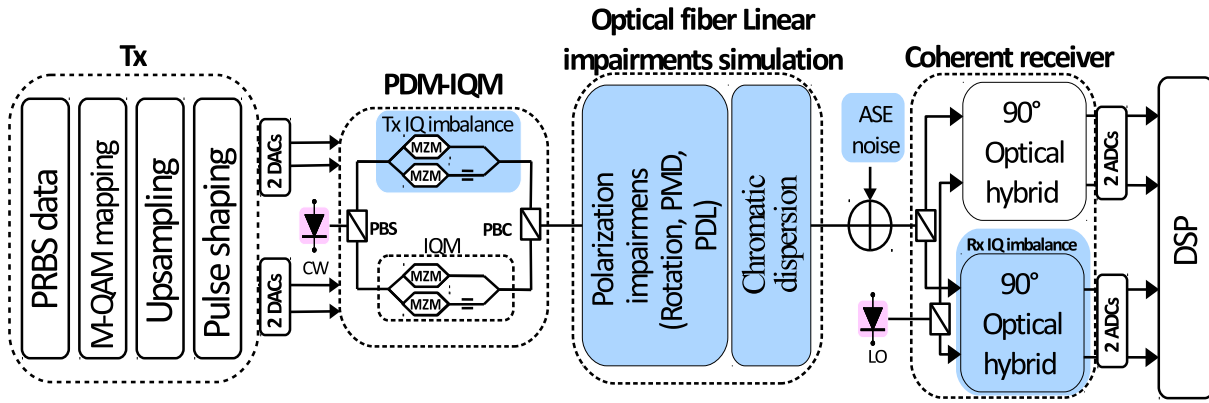 Tx
PRBS data
M-QAM mapping
Upsampling
Pulse shaping
2 DACs
2 DACs
CW
PDM-IQM
Tx IQ imbalance
MZM
MZM
PBS
PBC
IQM
MZM
MZM
Optical fiber Linear
impairments simulation
Polarization
impairmens
(Rotation, PMD,
PDL)
Chromatic
dispersion
ASE
noise
LO
Coherent receiver
90°
Optical
hybrid
Rx IQ imbalance
90°
Optical
hybrid
2 ADCs
2 ADCs
DSP